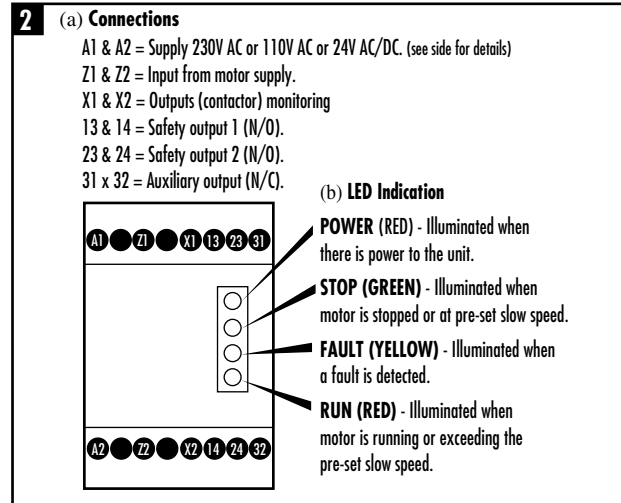 2 (a) Connections
A1 & A2 = Supply 230V AC or 110V AC or 24V AC/DC. (see side for details)
Z1 & Z2 = Input from motor supply.
X1 & X2 = Outputs (contactor) monitoring
13 & 14 = Safety output 1 (N/O).
23 & 24 = Safety output 2 (N/O).
31 x 32 = Auxiliary output (N/C).
(b) LED Indication
POWER (RED) - Illuminated when
there is power to the unit.
STOP (GREEN) - Illuminated when
motor is stopped or at pre-set slow speed.
FAULT (YELLOW) - Illuminated when
a fault is detected.
RUN (RED) - Illuminated when
motor is running or exceeding the
pre-set slow speed.
A1 Z1 X1 13 23 31
A2 Z2 X2 14 24 32